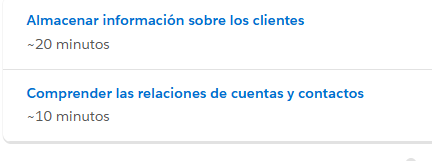 Almacenar información sobre los clientes
~20 minutos
Comprender las relaciones de cuentas y contactos
~10 minutos